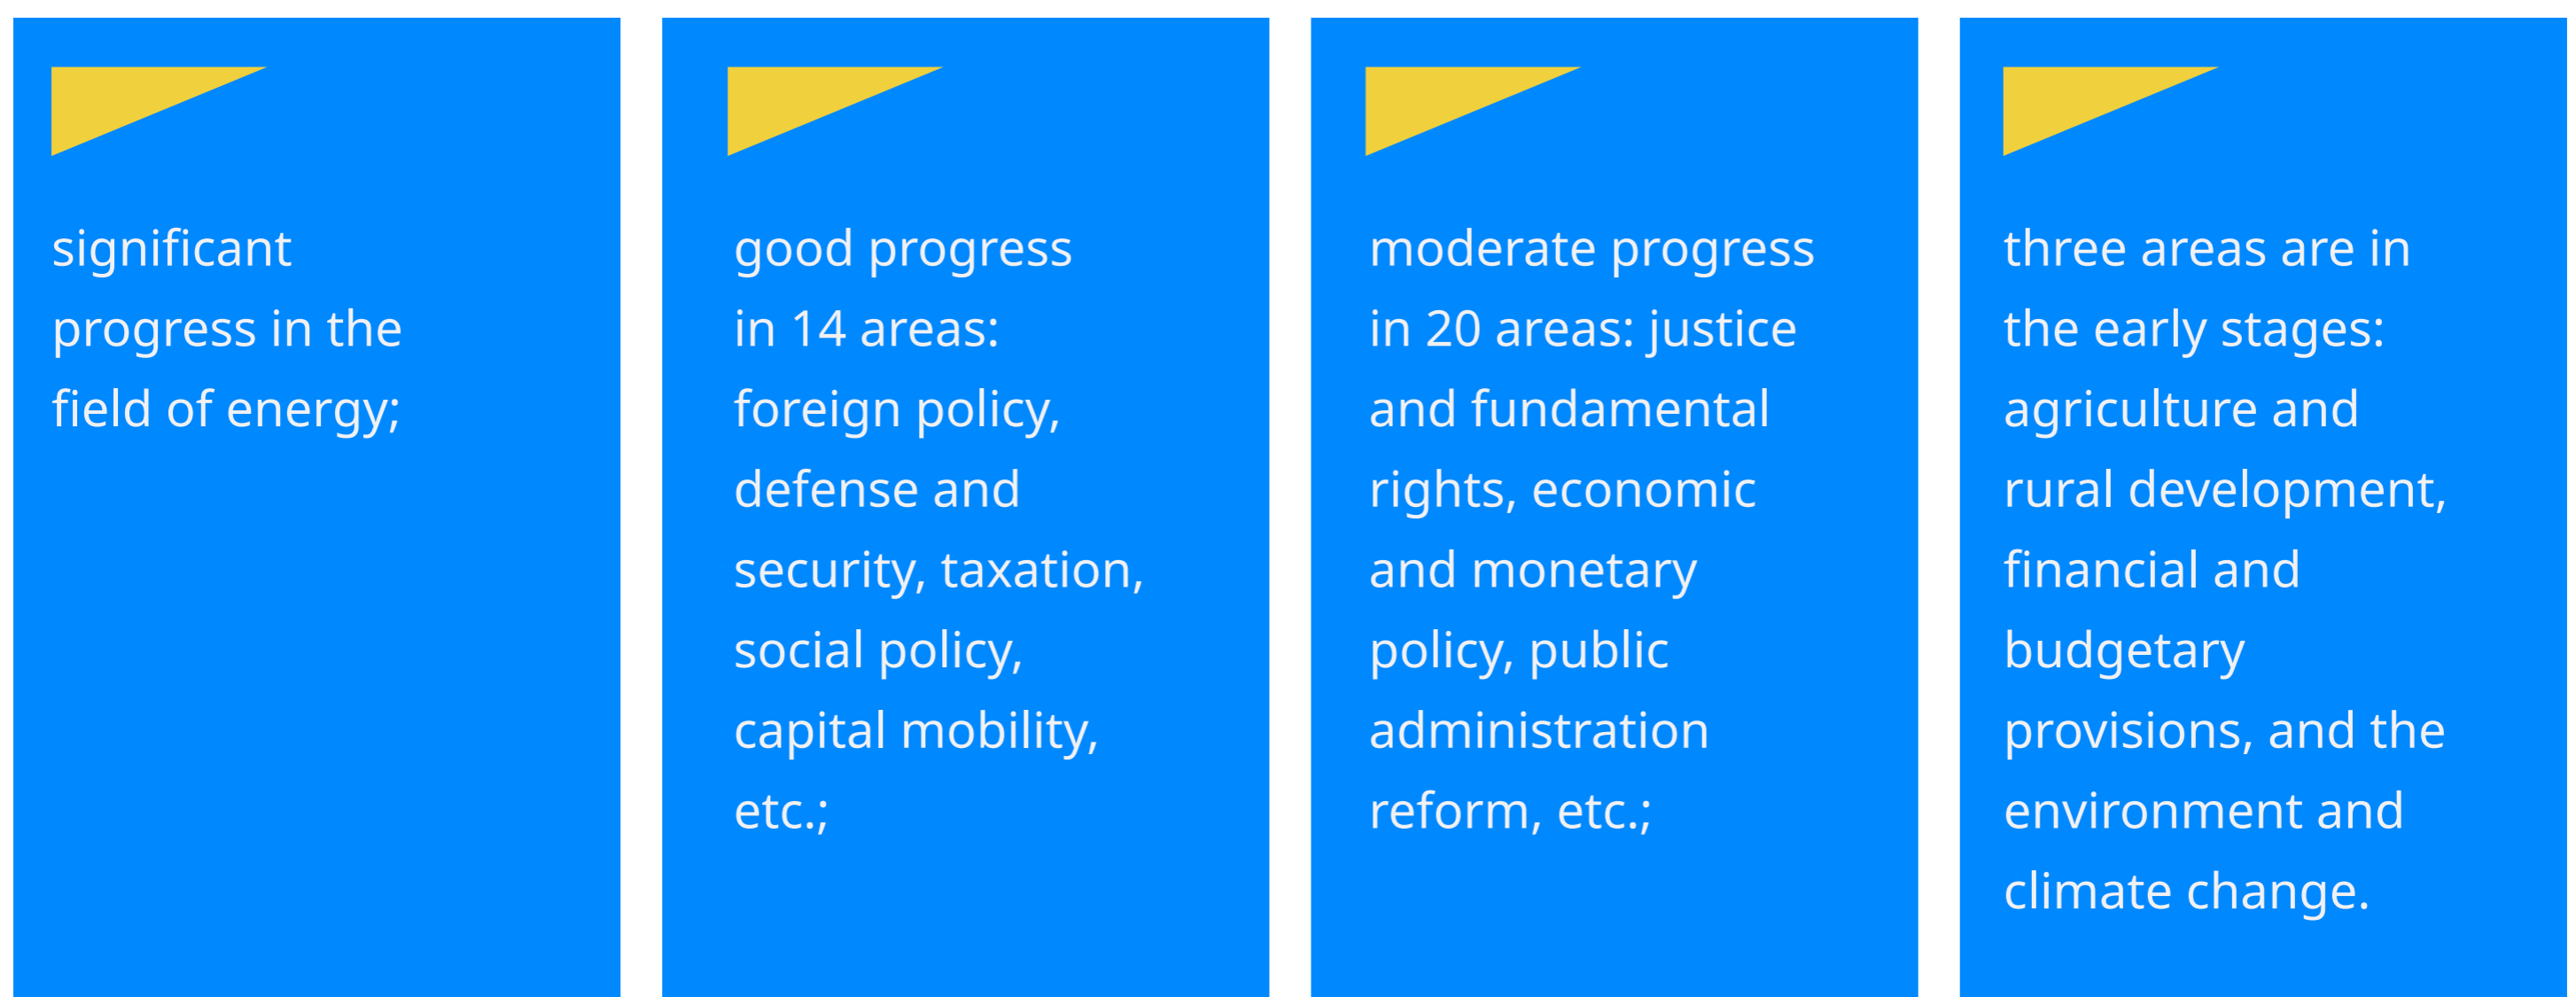 significant
progress in the
field of energy;
good progress
in 14 areas:
foreign policy,
defense and
security, taxation,
social policy,
capital mobility,
etc.;
moderate progress
in 20 areas: justice
and fundamental
rights, economic
and monetary
policy, public
administration
reform, etc.;
three areas are in
the early stages:
agriculture and
rural development,
financial and
budgetary
provisions, and the
environment and
climate change.